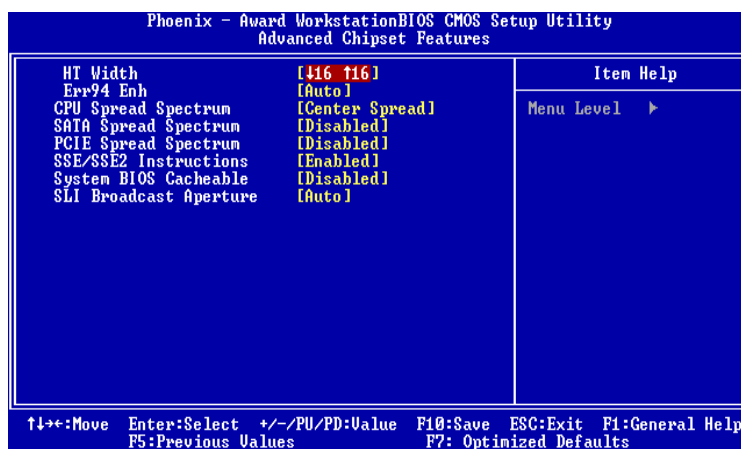 Phoenix - Award WorkstationBIOS CMOS Setup Utility
Advanced Chipset Features
HT Width [↓16 ↑16]
Err94 Enh [Auto]
CPU Spread Spectrum [Center Spread]
SATA Spread Spectrum [Disabled]
PCIE Spread Spectrum [Disabled]
SSE/SSE2 Instructions [Enabled]
System BIOS Cacheable [Disabled]
SLI Broadcast Aperture [Auto]
Item Help
Menu Level ▶
↑↓→←:Move Enter:Select +/-/PU/PD:Value F10:Save ESC:Exit F1:General Help
F5:Previous Values F7: Optimized Defaults